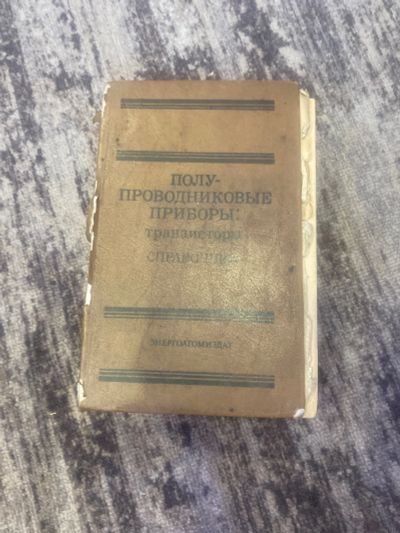 ПОЛУ-
ПРОВОДНИКОВЫЕ
ПРИБОРЫ:
транзисторы
СПРАВОЧНИК
ЭНЕРГОАТОМИЗДАТ